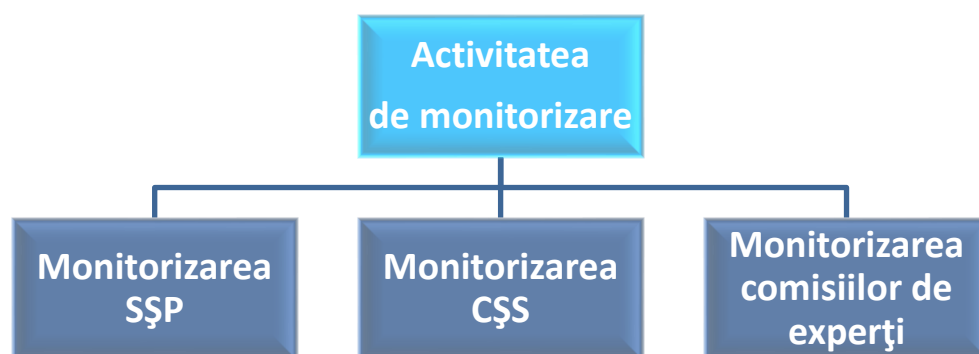 Activitatea
de monitorizare
Monitorizarea
SŞP
Monitorizarea
CŞS
Monitorizarea
comisiilor de
experţi